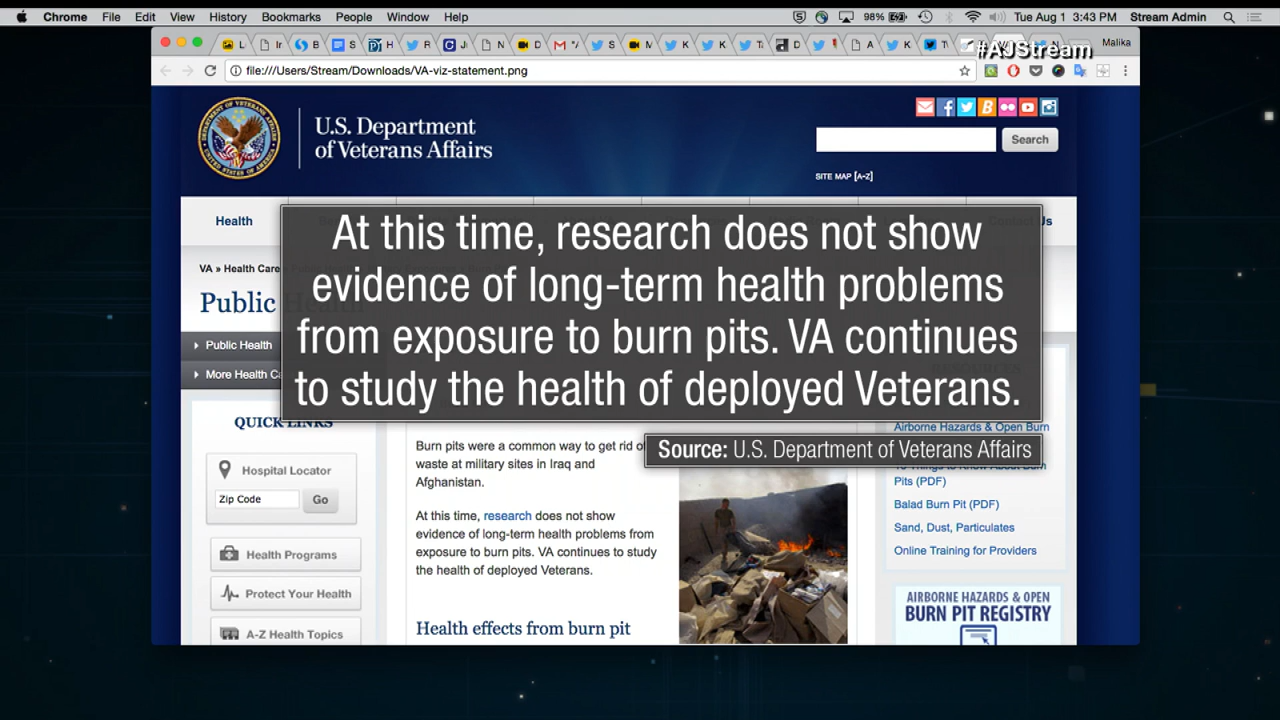 Chrome File Edit View History Bookmarks People Window Help
98% Tue Aug 1 3:43 PM Stream Admin
Malika
#AJStream
file:///Users/Stream/Downloads/VA-viz-statement.png
U.S. Department
of Veterans Affairs
Search
SITE MAP [A-Z]
Health
VA » Health Care
Public
At this time, research does not show
evidence of long-term health problems
from exposure to burn pits. VA continues
to study the health of deployed Veterans.
Source: U.S. Department of Veterans Affairs
Public Health
More Health Ca
QUICK LINKS
Hospital Locator
Zip Code Go
Health Programs
Protect Your Health
A-Z Health Topics
Burn pits were a common way to get rid of
waste at military sites in Iraq and
Afghanistan.
At this time, research does not show
evidence of long-term health problems from
exposure to burn pits. VA continues to study
the health of deployed Veterans.
Health effects from burn pit
Airborne Hazards & Open Burn
10 Things to Know About Burn
Pits (PDF)
Balad Burn Pit (PDF)
Sand, Dust, Particulates
Online Training for Providers
AIRBORNE HAZARDS & OPEN
BURN PIT REGISTRY